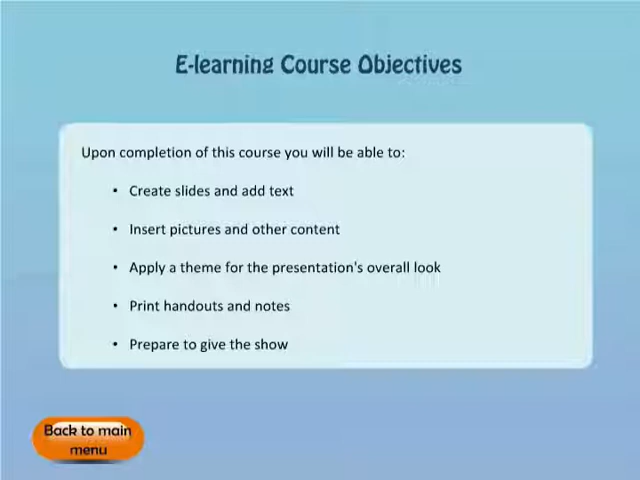 E-learning Course Objectives
Upon completion of this course you will be able to:
• Create slides and add text
• Insert pictures and other content
• Apply a theme for the presentation's overall look
• Print handouts and notes
• Prepare to give the show
Back to main
menu